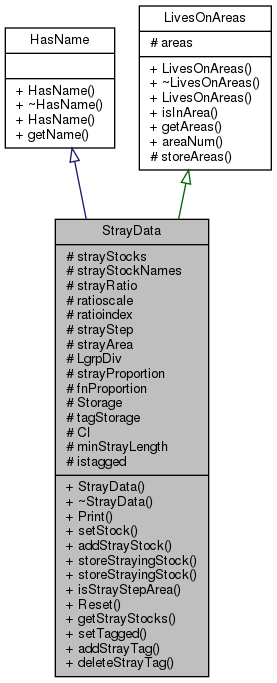 HasName
+ HasName()
+ ~HasName()
+ HasName()
+ getName()
LivesOnAreas
# areas
+ LivesOnAreas()
+ ~LivesOnAreas()
+ LivesOnAreas()
+ isInArea()
+ getAreas()
+ areaNum()
# storeAreas()
StrayData
# strayStocks
# strayStockNames
# strayRatio
# ratioscale
# ratioindex
# strayStep
# strayArea
# LgrpDiv
# strayProportion
# fnProportion
# Storage
# tagStorage
# CI
# minStrayLength
# istagged
+ StrayData()
+ ~StrayData()
+ Print()
+ setStock()
+ addStrayStock()
+ storeStrayingStock()
+ storeStrayingStock()
+ isStrayStepArea()
+ Reset()
+ getStrayStocks()
+ setTagged()
+ addStrayTag()
+ deleteStrayTag()